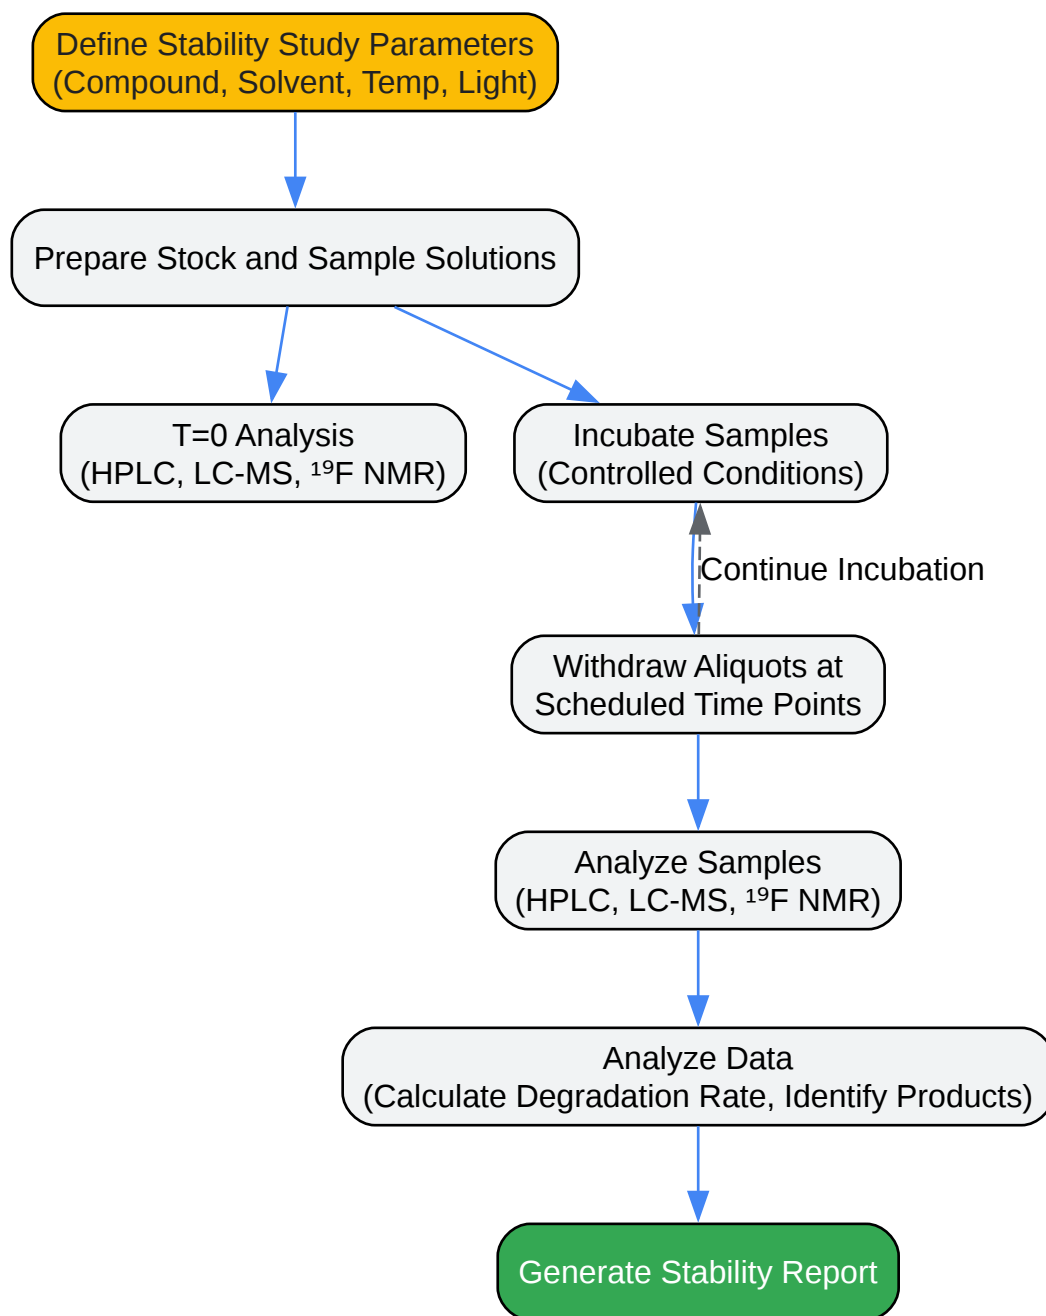 Define Stability Study Parameters
(Compound, Solvent, Temp, Light)
Prepare Stock and Sample Solutions
T=0 Analysis
(HPLC, LC-MS, ¹⁹F NMR)
Incubate Samples
(Controlled Conditions)
Continue Incubation
Withdraw Aliquots at
Scheduled Time Points
Analyze Samples
(HPLC, LC-MS, ¹⁹F NMR)
Analyze Data
(Calculate Degradation Rate, Identify Products)
Generate Stability Report